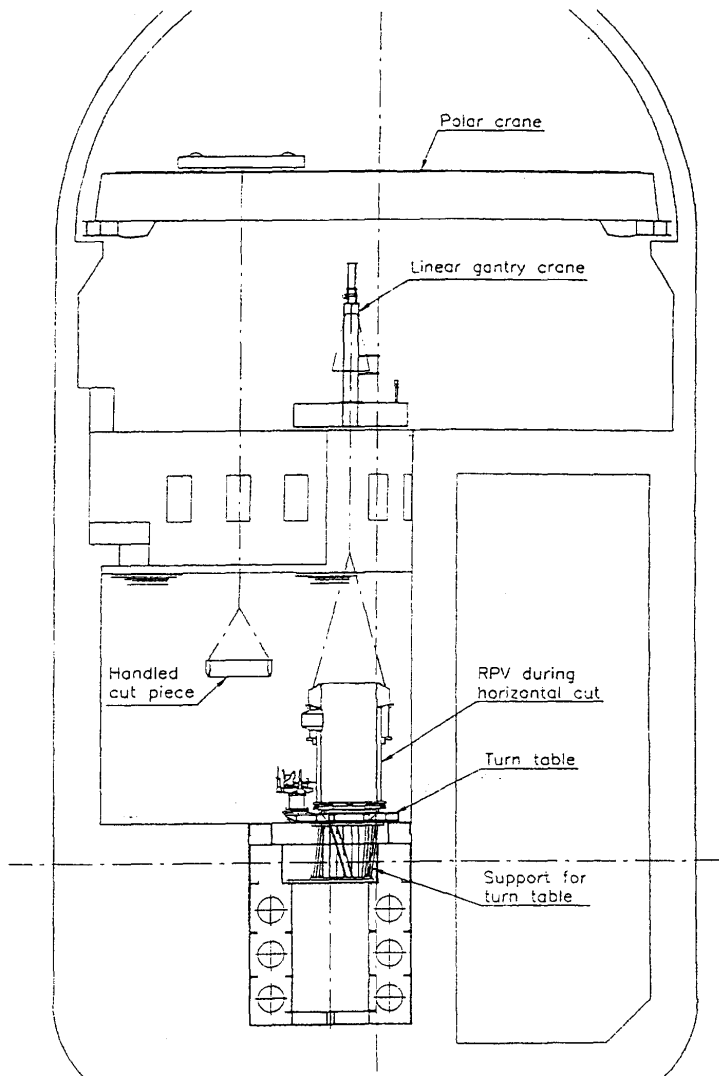 Polar crane
Linear gantry crane
Handled
cut piece
RPV during
horizontal cut
Turn table
Support for
turn table